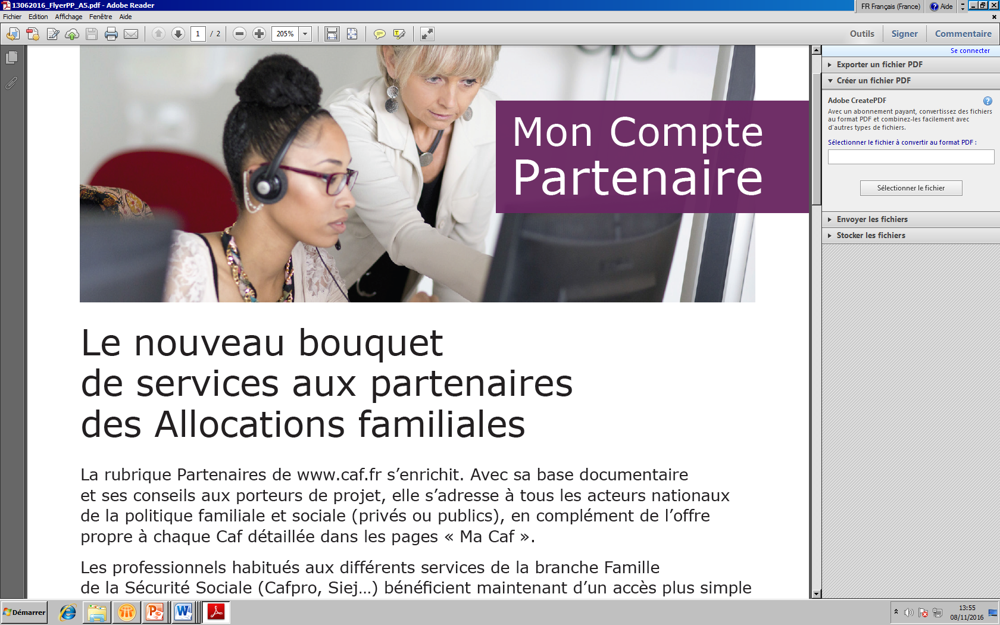 13062016_FlyerPP_A5.pdf - Adobe Reader
FR Français (France)
Aide
Fichier Edition Affichage Fenêtre Aide
1 / 2
205%
Outils
Signer
Commentaire
Se connecter
Exporter un fichier PDF
Créer un fichier PDF
Adobe CreatePDF
Avec un abonnement payant, convertissez des fichiers
au format PDF et combinez-les facilement avec
d'autres types de fichiers.
Sélectionner le fichier à convertir au format PDF :
Sélectionner le fichier
Envoyer les fichiers
Stocker les fichiers
Mon Compte
Partenaire
Le nouveau bouquet
de services aux partenaires
des Allocations familiales
La rubrique Partenaires de www.caf.fr s’enrichit. Avec sa base documentaire
et ses conseils aux porteurs de projet, elle s’adresse à tous les acteurs nationaux
de la politique familiale et sociale (privés ou publics), en complément de l’offre
propre à chaque Caf détaillée dans les pages « Ma Caf ».
Les professionnels habitués aux différents services de la branche Famille
de la Sécurité Sociale (Cafpro, Siej…) bénéficient maintenant d’un accès plus simple
Démarrer
13:55
08/11/2016